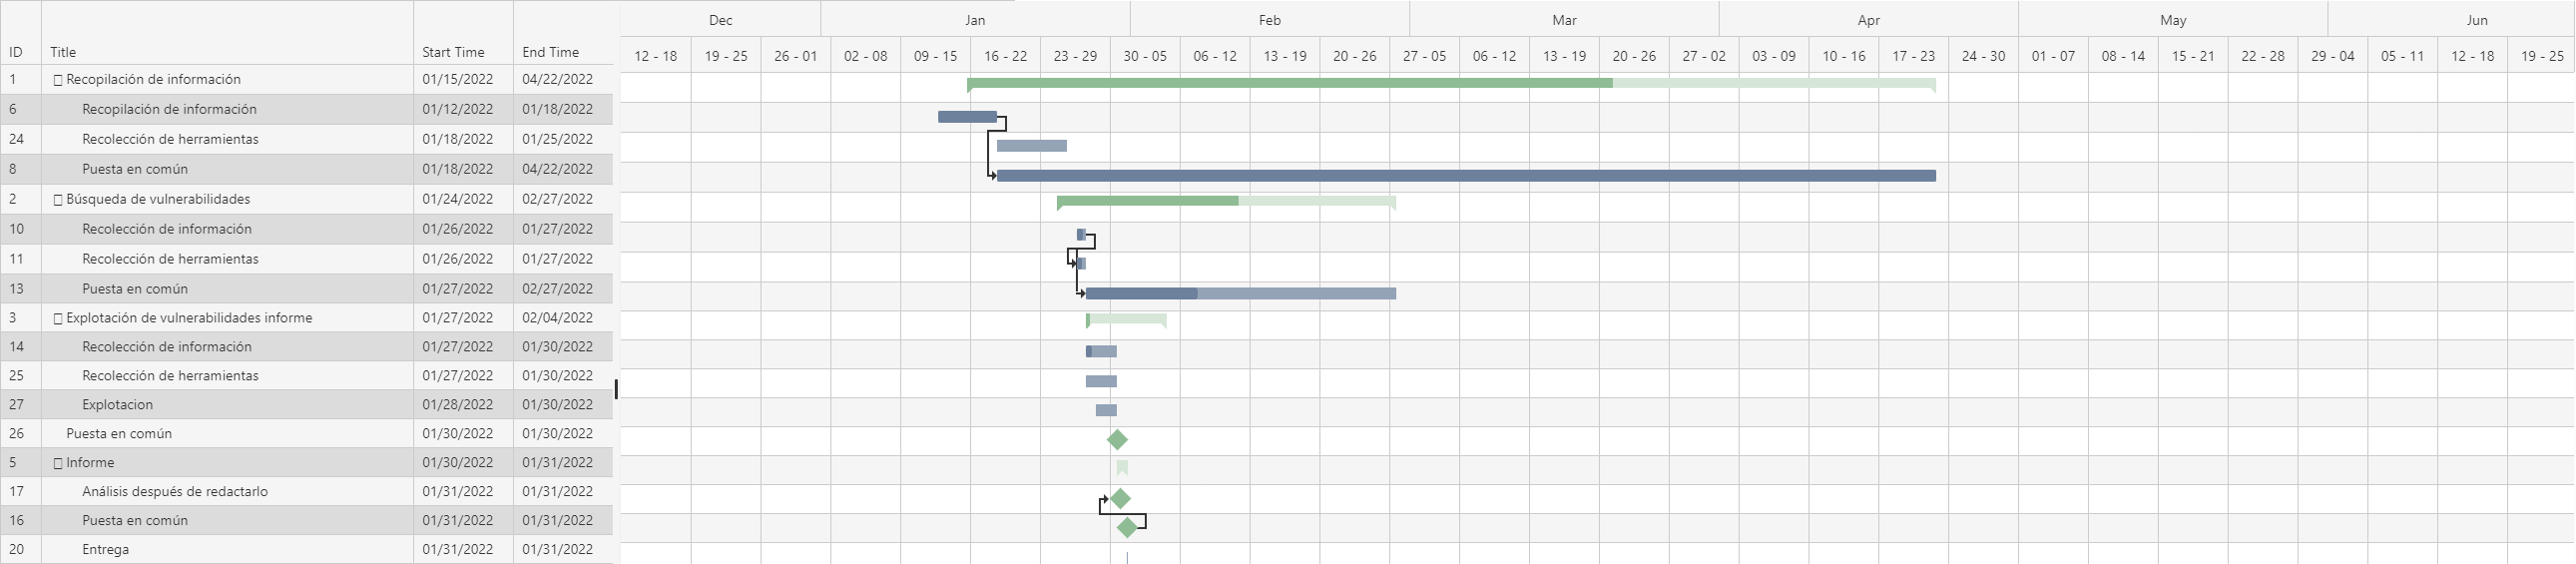 Dec Jan Feb Mar Apr May Jun
ID Title Start Time End Time 12 - 18 19 - 25 26 - 01 02 - 08 09 - 15 16 - 22 23 - 29 30 - 05 06 - 12 13 - 19 20 - 26 27 - 05 06 - 12 13 - 19 20 - 26 27 - 02 03 - 09 10 - 16 17 - 23 24 - 30 01 - 07 08 - 14 15 - 21 22 - 28 29 - 04 05 - 11 12 - 18 19 - 25
1 Recopilación de información 01/15/2022 04/22/2022
6 Recopilación de información 01/12/2022 01/18/2022
24 Recolección de herramientas 01/18/2022 01/25/2022
8 Puesta en común 01/18/2022 04/22/2022
2 Búsqueda de vulnerabilidades 01/24/2022 02/27/2022
10 Recolección de información 01/26/2022 01/27/2022
11 Recolección de herramientas 01/26/2022 01/27/2022
13 Puesta en común 01/27/2022 02/27/2022
3 Explotación de vulnerabilidades informe 01/27/2022 02/04/2022
14 Recolección de información 01/27/2022 01/30/2022
25 Recolección de herramientas 01/27/2022 01/30/2022
27 Explotacion 01/28/2022 01/30/2022
26 Puesta en común 01/30/2022 01/30/2022
5 Informe 01/30/2022 01/31/2022
17 Análisis después de redactarlo 01/31/2022 01/31/2022
16 Puesta en común 01/31/2022 01/31/2022
20 Entrega 01/31/2022 01/31/2022